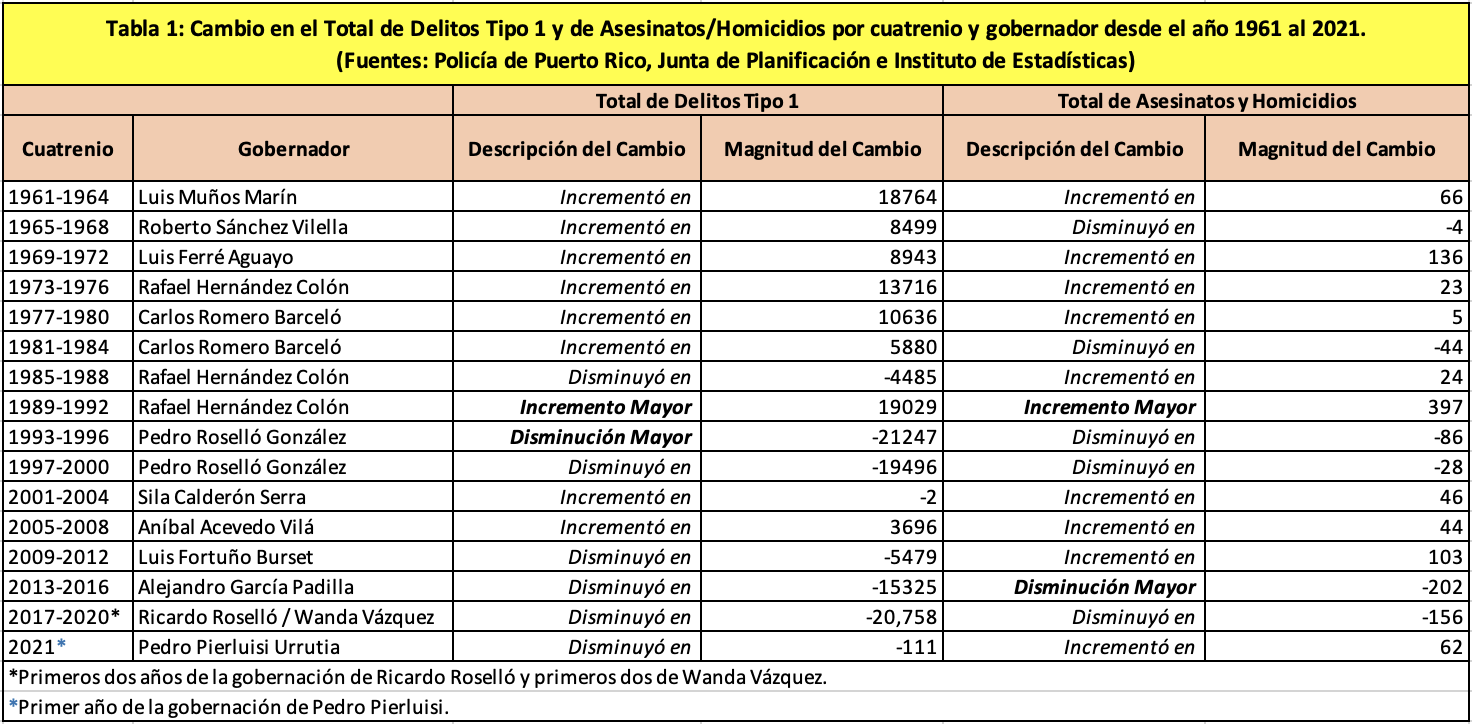 Tabla 1: Cambio en el Total de Delitos Tipo 1 y de Asesinatos/Homicidios por cuatrenio y gobernador desde el año 1961 al 2021.
(Fuentes: Policía de Puerto Rico, Junta de Planificación e Instituto de Estadísticas)
Total de Delitos Tipo 1 Total de Asesinatos y Homicidios
Cuatrenio Gobernador Descripción del Cambio Magnitud del Cambio Descripción del Cambio Magnitud del Cambio
1961-1964 Luis Muños Marín Incrementó en 18764 Incrementó en 66
1965-1968 Roberto Sánchez Vilella Incrementó en 8499 Disminuyó en -4
1969-1972 Luis Ferré Aguayo Incrementó en 8943 Incrementó en 136
1973-1976 Rafael Hernández Colón Incrementó en 13716 Incrementó en 23
1977-1980 Carlos Romero Barceló Incrementó en 10636 Incrementó en 5
1981-1984 Carlos Romero Barceló Incrementó en 5880 Disminuyó en -44
1985-1988 Rafael Hernández Colón Disminuyó en -4485 Incrementó en 24
1989-1992 Rafael Hernández Colón Incremento Mayor 19029 Incremento Mayor 397
1993-1996 Pedro Roselló González Disminución Mayor -21247 Disminuyó en -86
1997-2000 Pedro Roselló González Disminuyó en -19496 Disminuyó en -28
2001-2004 Sila Calderón Serra Incrementó en -2 Incrementó en 46
2005-2008 Aníbal Acevedo Vilá Incrementó en 3696 Incrementó en 44
2009-2012 Luis Fortuño Burset Disminuyó en -5479 Incrementó en 103
2013-2016 Alejandro García Padilla Disminuyó en -15325 Disminución Mayor -202
2017-2020* Ricardo Roselló / Wanda Vázquez Disminuyó en -20,758 Disminuyó en -156
2021* Pedro Pierluisi Urrutia Disminuyó en -111 Incrementó en 62
*Primeros dos años de la gobernación de Ricardo Roselló y primeros dos de Wanda Vázquez.
*Primer año de la gobernación de Pedro Pierluisi.